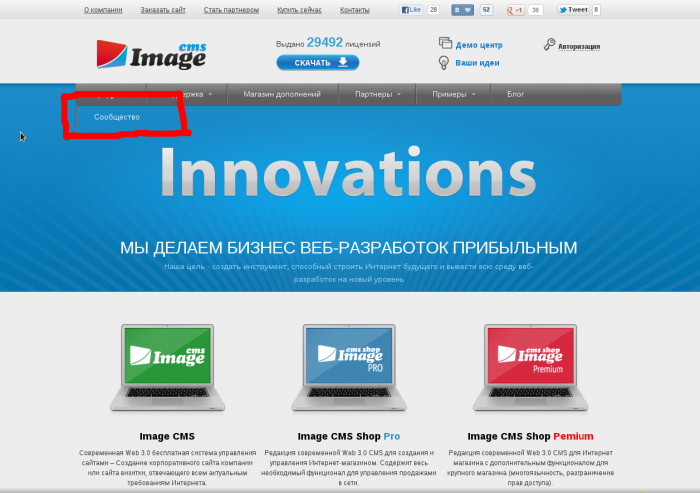 О компании Заказать сайт Стать партнером Купить сейчас Контакты Like 28 В 52 +1 38 Tweet 8
Image cms
Выдано 29492 лицензий
СКАЧАТЬ
Демо центр
Ваши идеи
Авторизация
Магазин дополнений Партнеры Примеры Блог
Сообщество
Innovations
МЫ ДЕЛАЕМ БИЗНЕС ВЕБ-РАЗРАБОТОК ПРИБЫЛЬНЫМ
Наша цель - создать инструмент, способный строить Интернет будущего и вывести всю среду веб-
разработок на новый уровень
cms
Image
cms shop
Image
PRO
cms shop
Image
Premium
Image CMS
Современная Web 3.0 бесплатная система управления
сайтами – Создание корпоративного сайта компании
или сайта визитки, отвечающего всем актуальным
требованиям Интернета.
Image CMS Shop Pro
Редакция современной Web 3.0 CMS для создания и
управления Интернет-магазином. Содержит весь
необходимый функционал для управления продажами
в сети.
Image CMS Shop Pemium
Редакция современной Web 3.0 CMS для Интернет
магазина с дополнительным функционалом для
крупного магазина (многоязычность, разграничение
прав доступа).